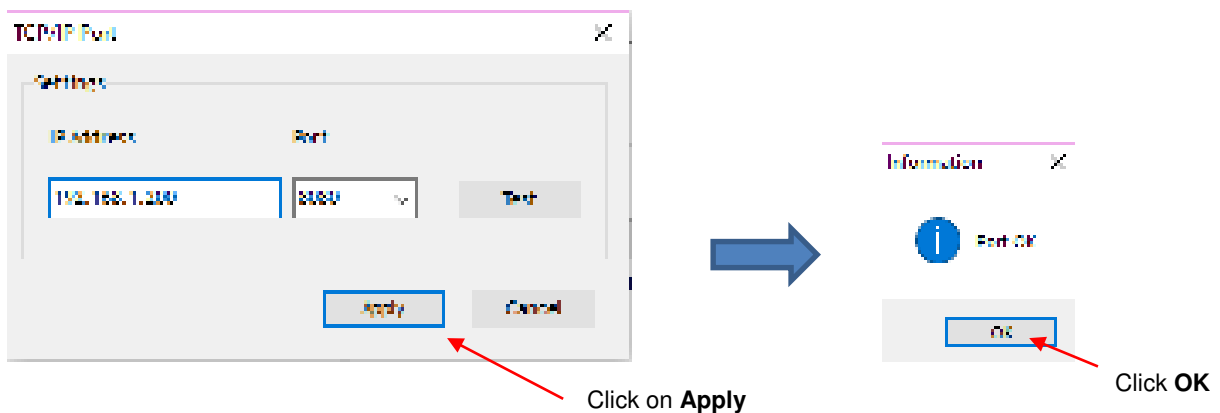 TCP/IP Port
Settings
IP Address Port
192.168.1.200 8080 Test
Apply Cancel
Click on Apply
Information
Port OK
OK
Click OK